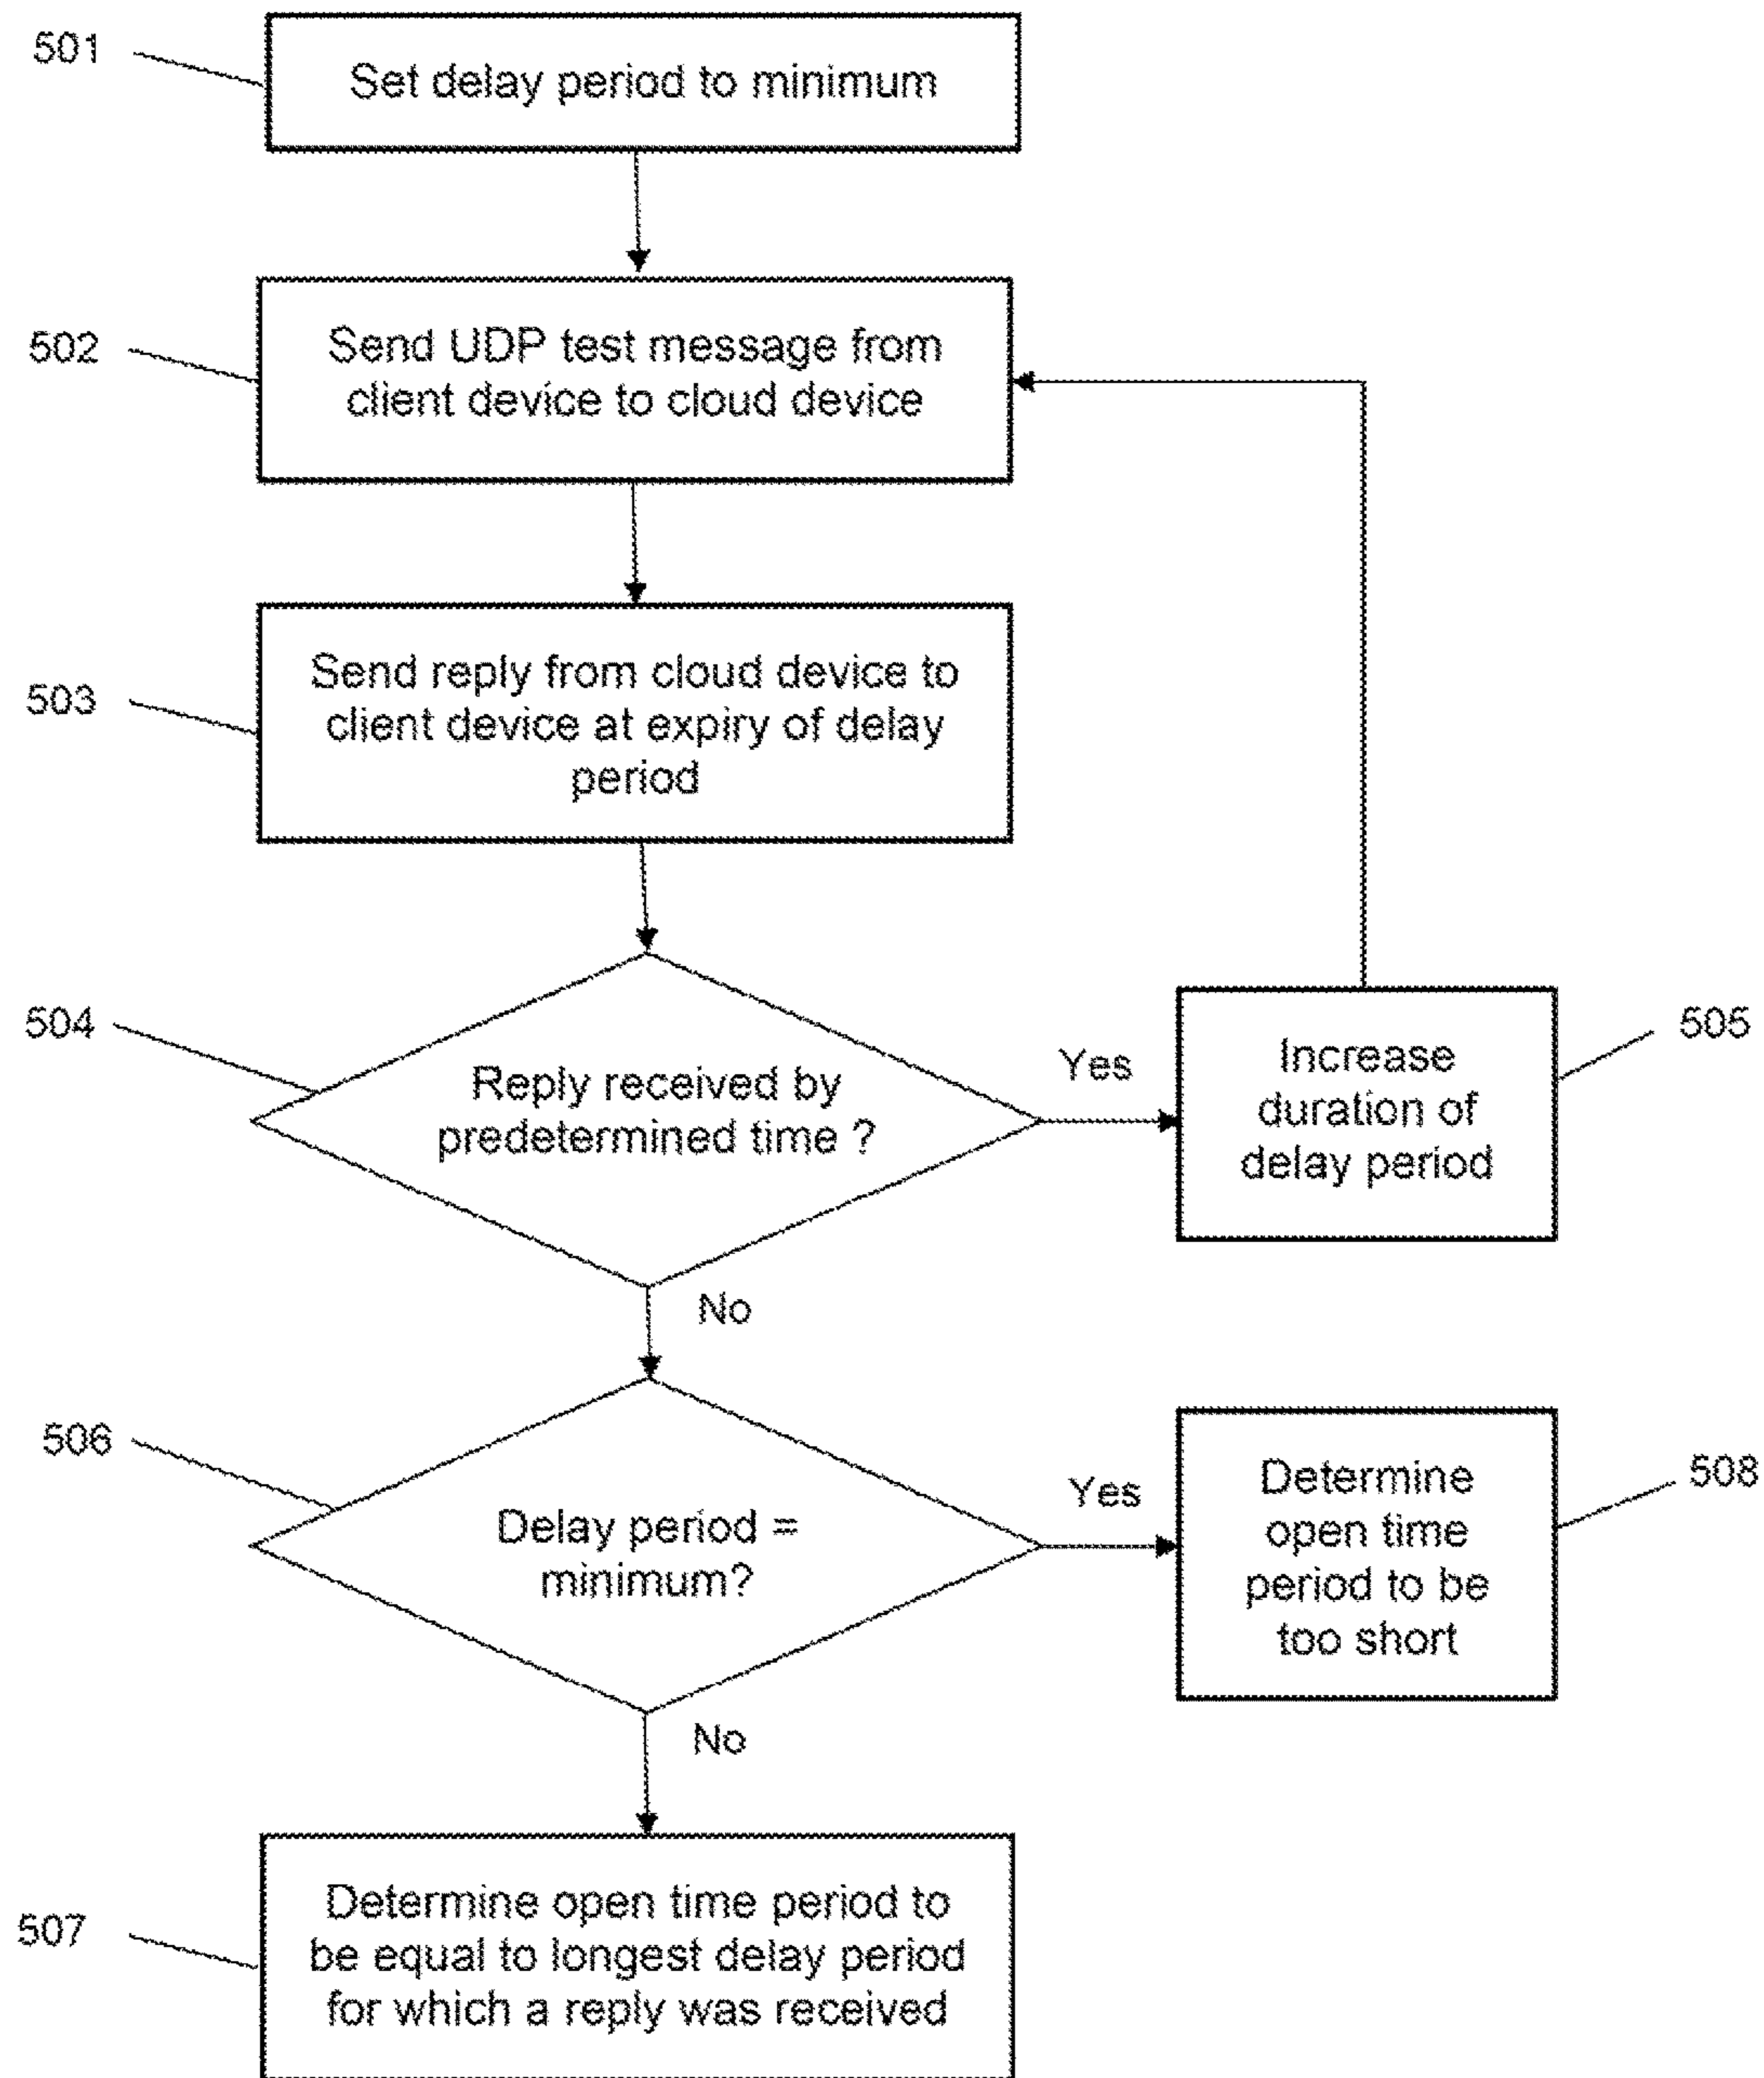 501
Set delay period to minimum
502
Send UDP test message from
client device to cloud device
503
Send reply from cloud device to
client device at expiry of delay
period
504
Reply received by
predetermined time ?
Yes
505
Increase
duration of
delay period
No
506
Delay period =
minimum?
Yes
508
Determine
open time
period to be
too short
No
507
Determine open time period to
be equal to longest delay period
for which a reply was received